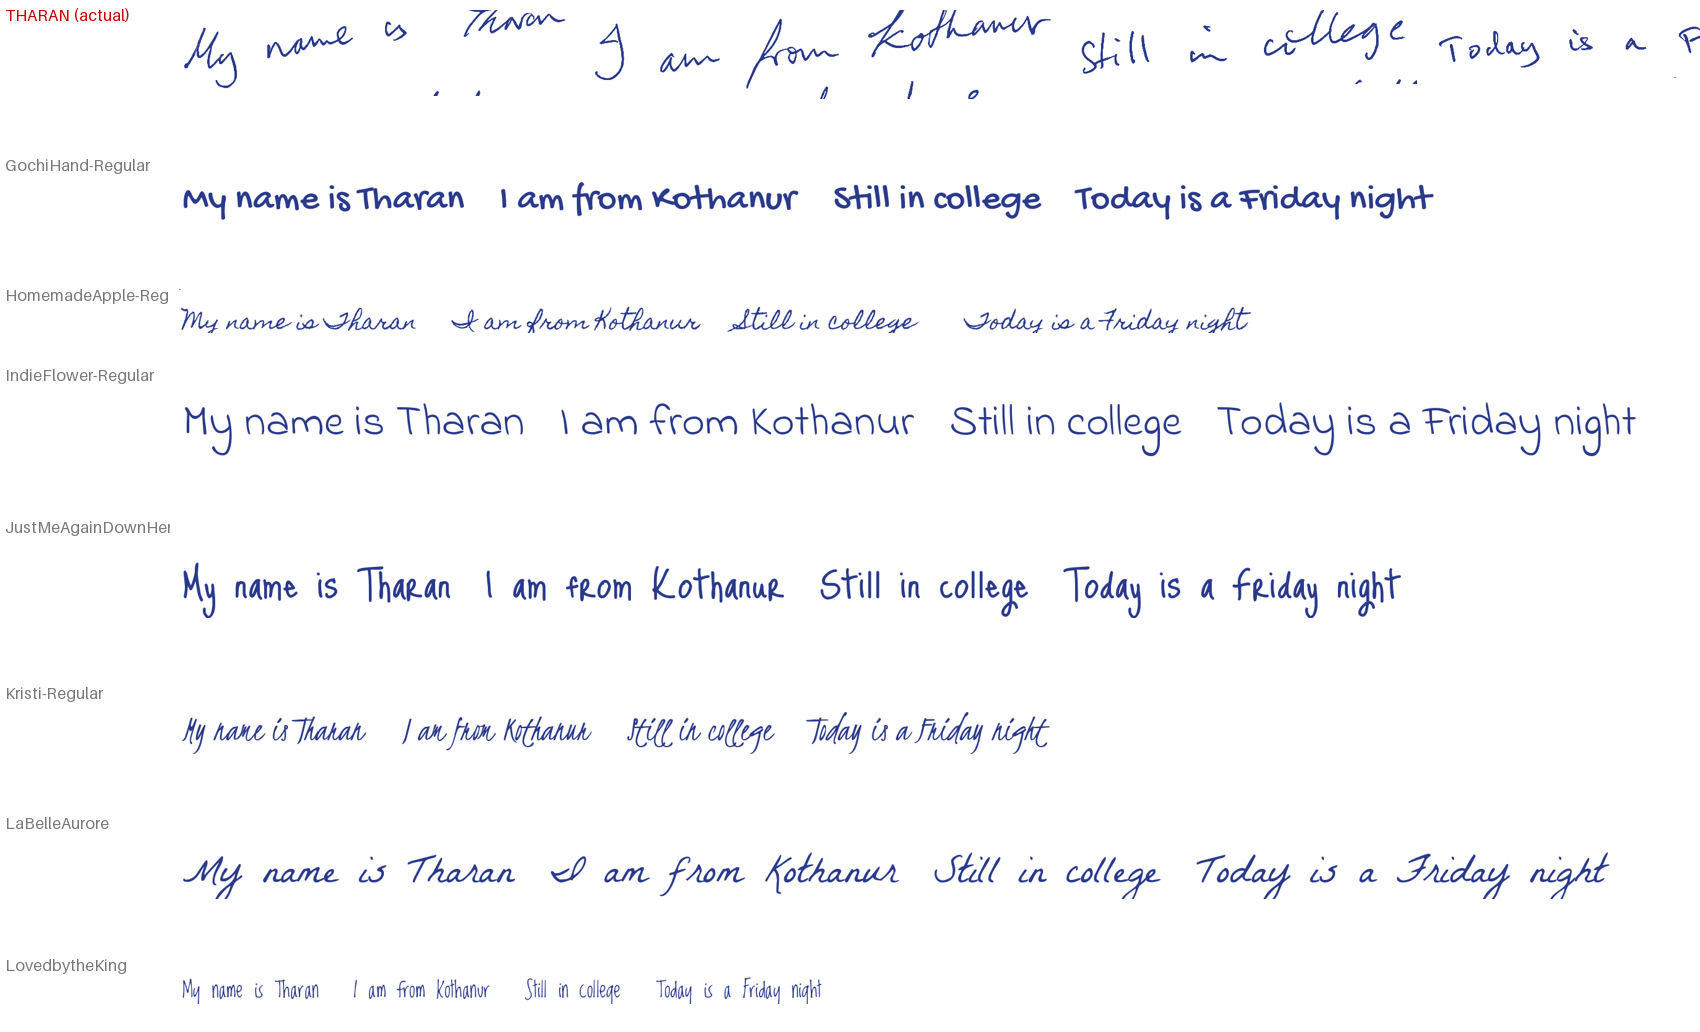 THARAN (actual)
My name is Tharan I am from Kothanur Still in college Today is a F
GochiHand-Regular
My name is Tharan I am from Kothanur Still in college Today is a Friday night
HomemadeApple-Reg
My name is Tharan I am from Kothanur Still in college Today is a Friday night
IndieFlower-Regular
My name is Tharan I am from Kothanur Still in college Today is a Friday night
JustMeAgainDownHer
My name is Tharan I am from Kothanur Still in college Today is a Friday night
Kristi-Regular
My name is Tharan I am from Kothanur Still in college Today is a Friday night
LaBelleAurore
My name is Tharan I am from Kothanur Still in college Today is a Friday night
LovedbytheKing
My name is Tharan I am from Kothanur Still in college Today is a Friday night